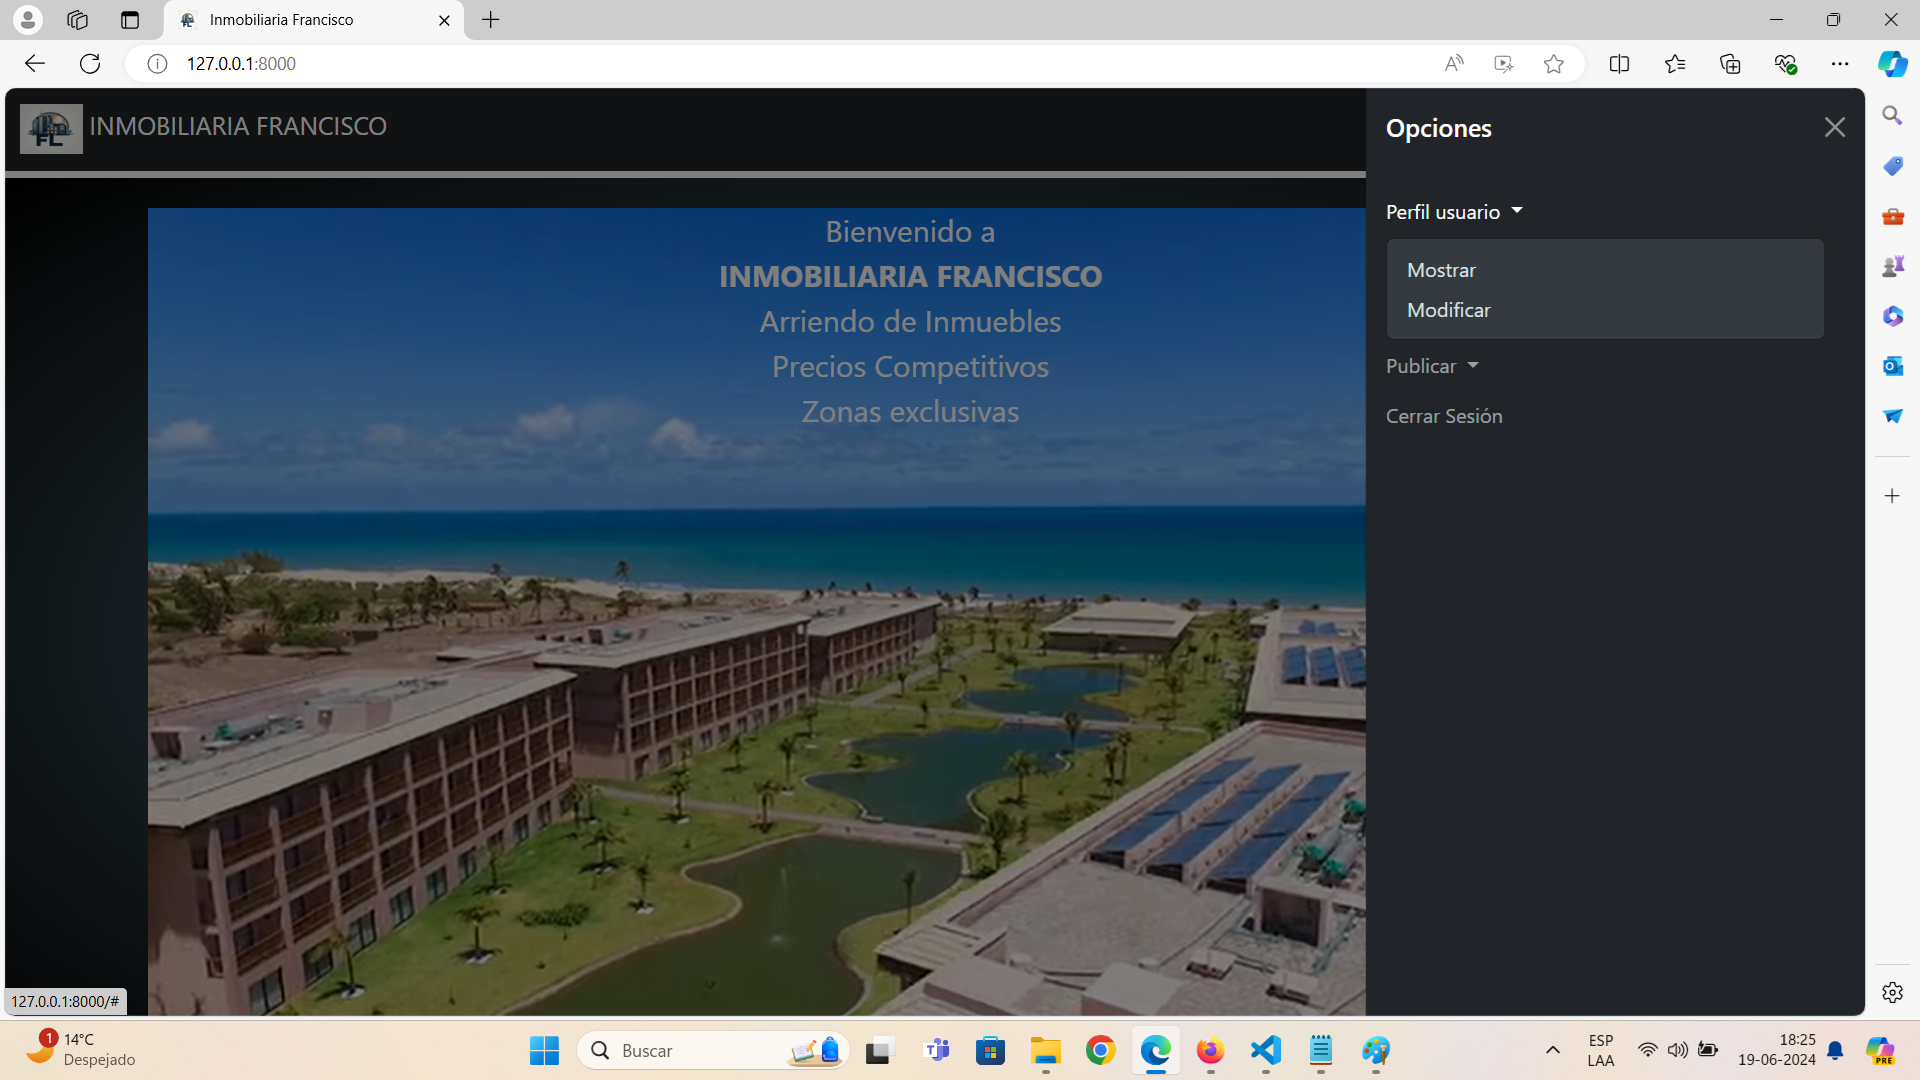 Inmobiliaria Francisco
127.0.0.1:8000
FL
INMOBILIARIA FRANCISCO
Opciones
Perfil usuario
Mostrar
Modificar
Publicar
Cerrar Sesión
Bienvenido a
INMOBILIARIA FRANCISCO
Arriendo de Inmuebles
Precios Competitivos
Zonas exclusivas
127.0.0.1:8000/#
1
14°C
Despejado
Buscar
ESP
LAA
18:25
19-06-2024
PRE